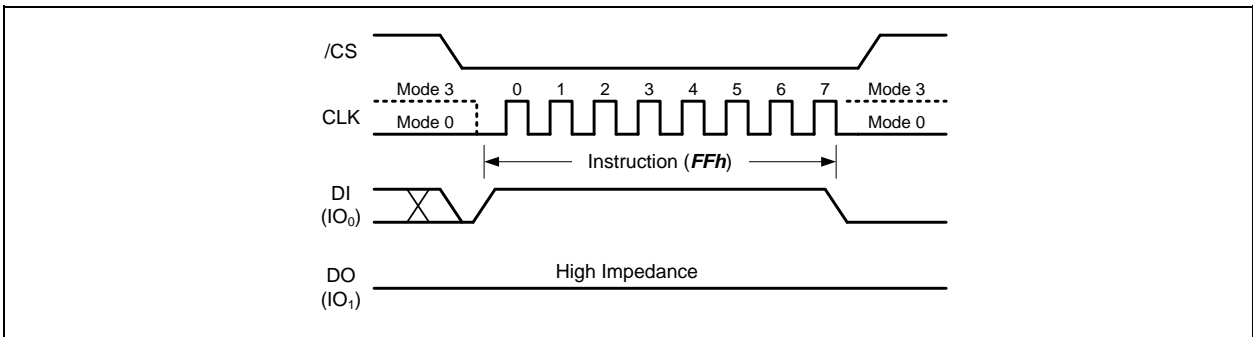 /CS
Mode 3 0 1 2 3 4 5 6 7 Mode 3
CLK
Mode 0 Mode 0
Instruction (FFh)
DI
(IO₀)
High Impedance
DO
(IO₁)